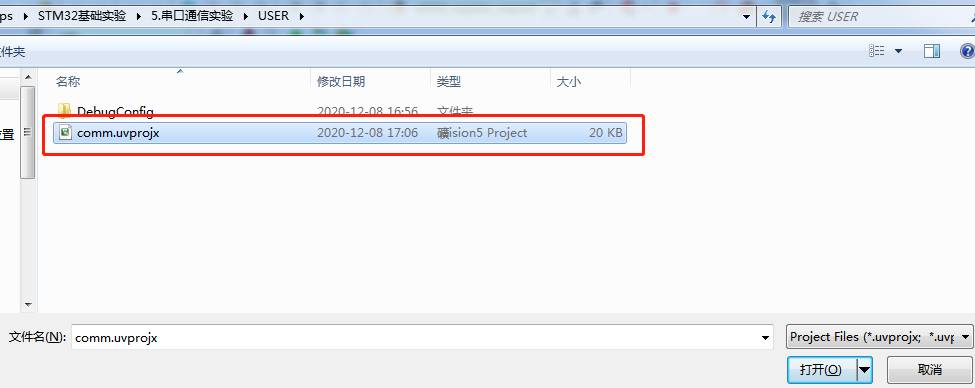 ps ▸ STM32基础实验 ▸ 5.串口通信实验 ▸ USER ▸ 搜索 USER
文件夹
名称 修改日期 类型 大小
DebugConfig 2020-12-08 16:56 文件夹
位置 comm.uvprojx 2020-12-08 17:06 礦ision5 Project 20 KB
文件名(N): comm.uvprojx Project Files (*.uvprojx; *.uvp
打开(O) 取消